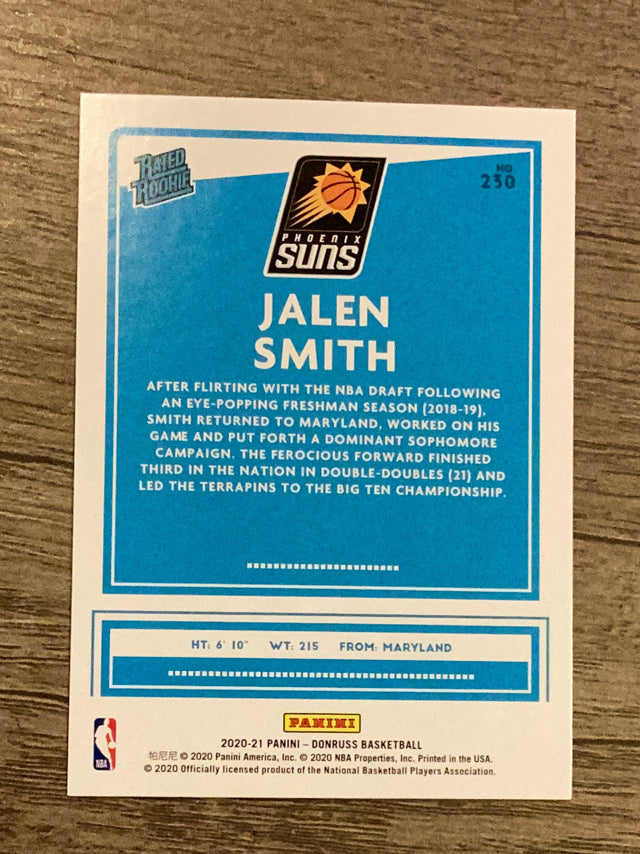 RATED
ROOKIE
NO
230
PHOENIX
SUNS
JALEN
SMITH
AFTER FLIRTING WITH THE NBA DRAFT FOLLOWING
AN EYE-POPPING FRESHMAN SEASON (2018-19),
SMITH RETURNED TO MARYLAND, WORKED ON HIS
GAME AND PUT FORTH A DOMINANT SOPHOMORE
CAMPAIGN. THE FEROCIOUS FORWARD FINISHED
THIRD IN THE NATION IN DOUBLE-DOUBLES (21) AND
LED THE TERRAPINS TO THE BIG TEN CHAMPIONSHIP.
HT: 6' 10" WT: 215 FROM: MARYLAND
PANINI
2020-21 PANINI – DONRUSS BASKETBALL
帕尼尼 © 2020 Panini America, Inc. © 2020 NBA Properties, Inc. Printed in the USA.
© 2020 Officially licensed product of the National Basketball Players Association.
NBA